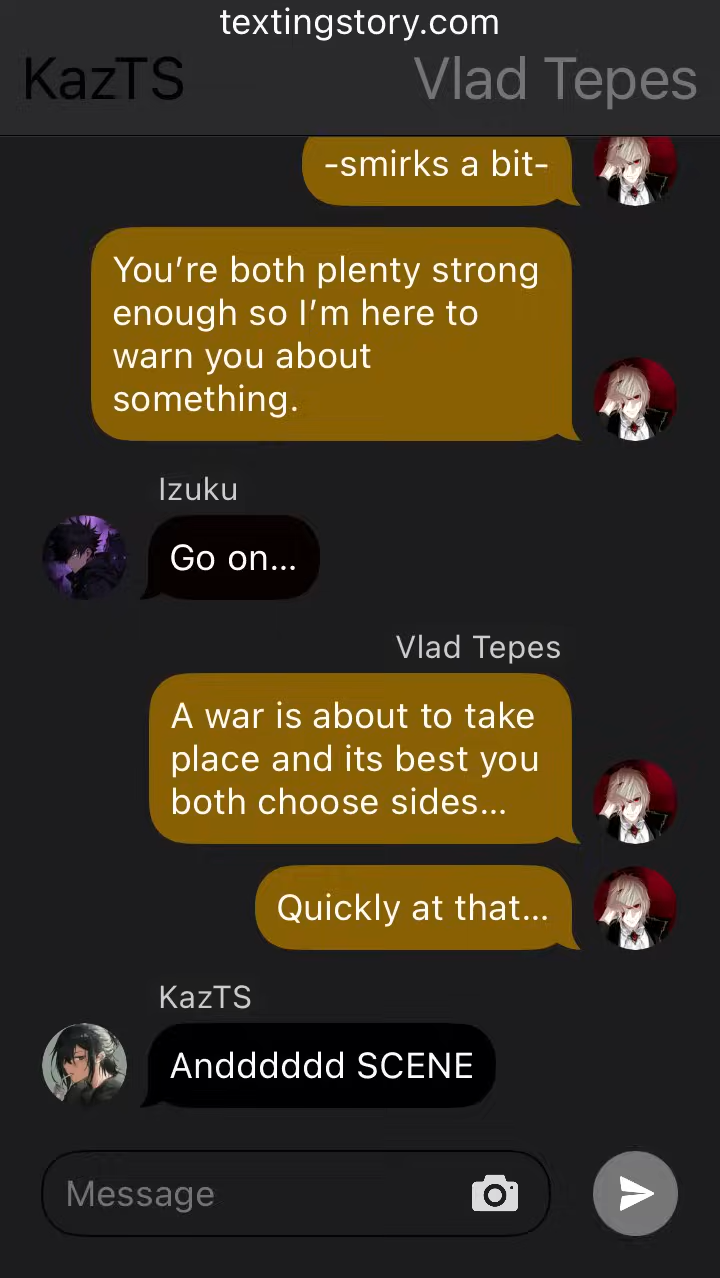 textingstory.com
KazTS
Vlad Tepes
-smirks a bit-
You’re both plenty strong
enough so I’m here to
warn you about
something.
Izuku
Go on...
Vlad Tepes
A war is about to take
place and its best you
both choose sides...
Quickly at that...
KazTS
Andddddd SCENE
Message